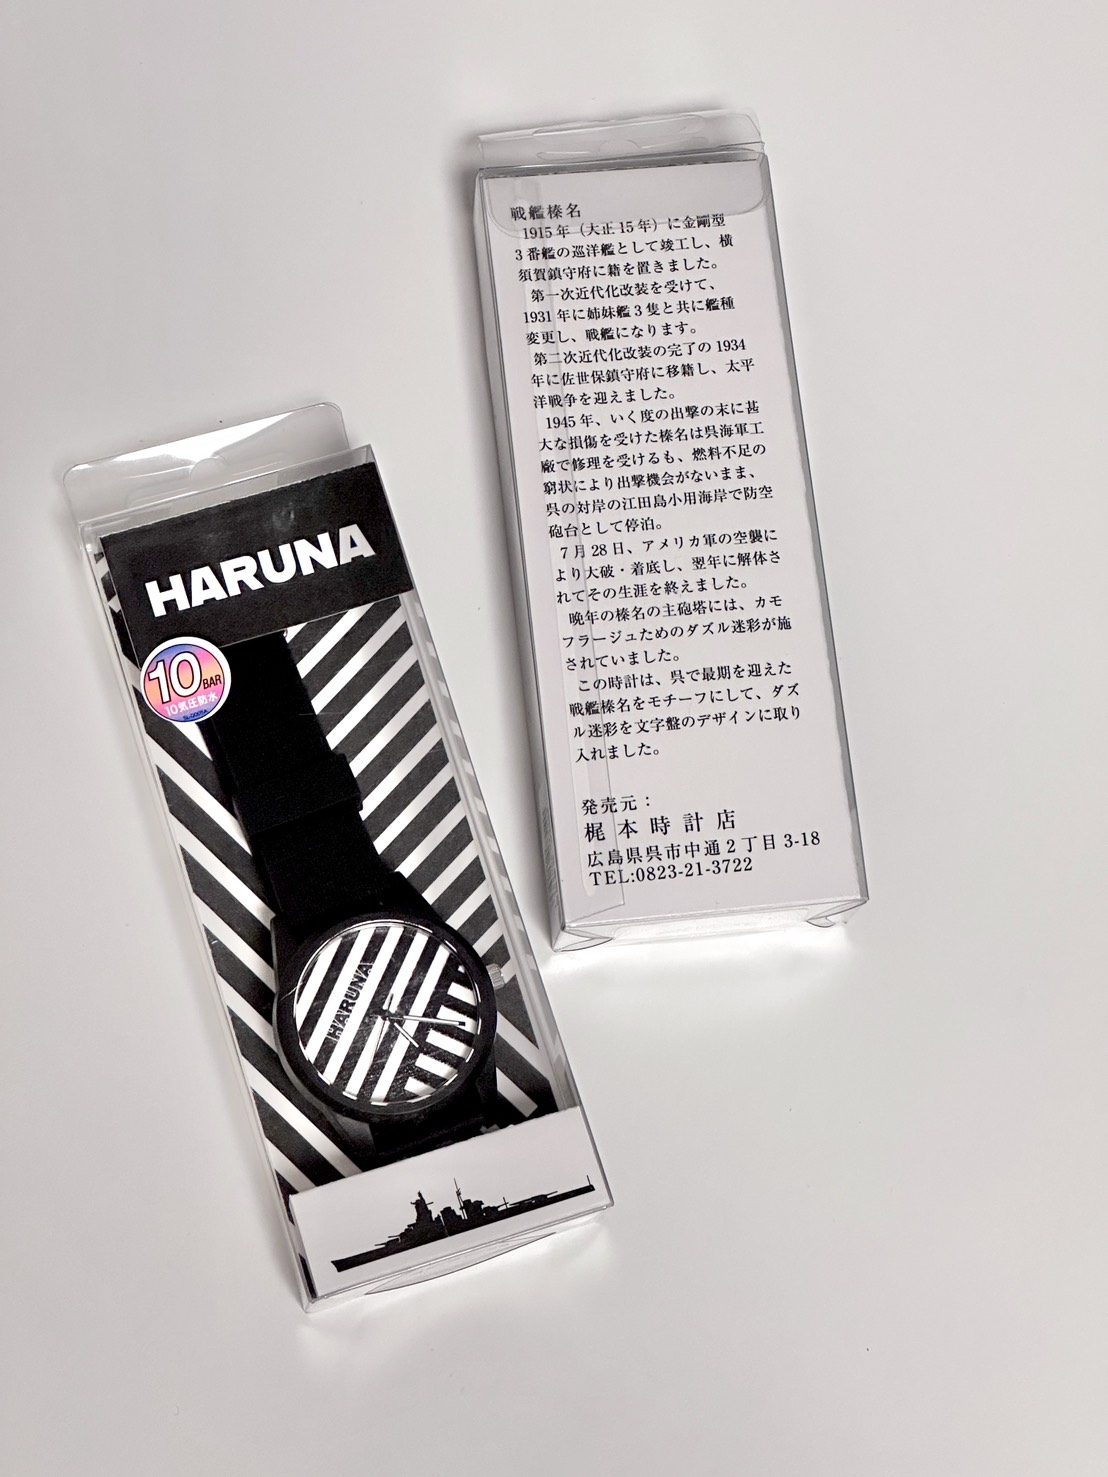 HARUNA
10 BAR
10気圧防水
HARUNA
戦艦榛名
1915年（大正15年）に金剛型
3番艦の巡洋艦として竣工し、横
須賀鎮守府に籍を置きました。
第一次近代化改装を受けて、
1931年に姉妹艦3隻と共に艦種
変更し、戦艦になります。
第二次近代化改装の完了の1934
年に佐世保鎮守府に移籍し、太平
洋戦争を迎えました。
1945年、いく度の出撃の末に甚
大な損傷を受けた榛名は呉海軍工
廠で修理を受けるも、燃料不足の
窮状により出撃機会がないまま、
呉の対岸の江田島小用海岸で防空
砲台として停泊。
7月28日、アメリカ軍の空襲に
より大破・着底し、翌年に解体さ
れてその生涯を終えました。
晩年の榛名の主砲塔には、カモ
フラージュためのダズル迷彩が施
されていました。
この時計は、呉で最期を迎えた
戦艦榛名をモチーフにして、ダズ
ル迷彩を文字盤のデザインに取り
入れました。
発売元：
梶本時計店
広島県呉市中通2丁目3-18
TEL:0823-21-3722